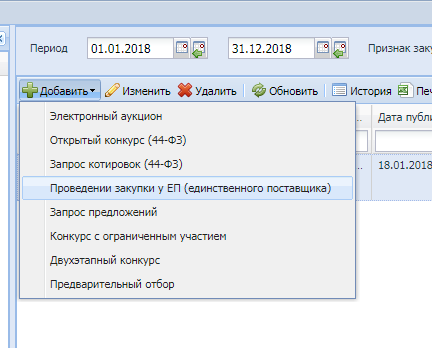 Период 01.01.2018 31.12.2018 Признак заку
Добавить Изменить Удалить Обновить История Печ
Электронный аукцион
Открытый конкурс (44-ФЗ)
Дата публи
Запрос котировок (44-ФЗ)
18.01.2018
Проведении закупки у ЕП (единственного поставщика)
Запрос предложений
Конкурс с ограниченным участием
Двухэтапный конкурс
Предварительный отбор